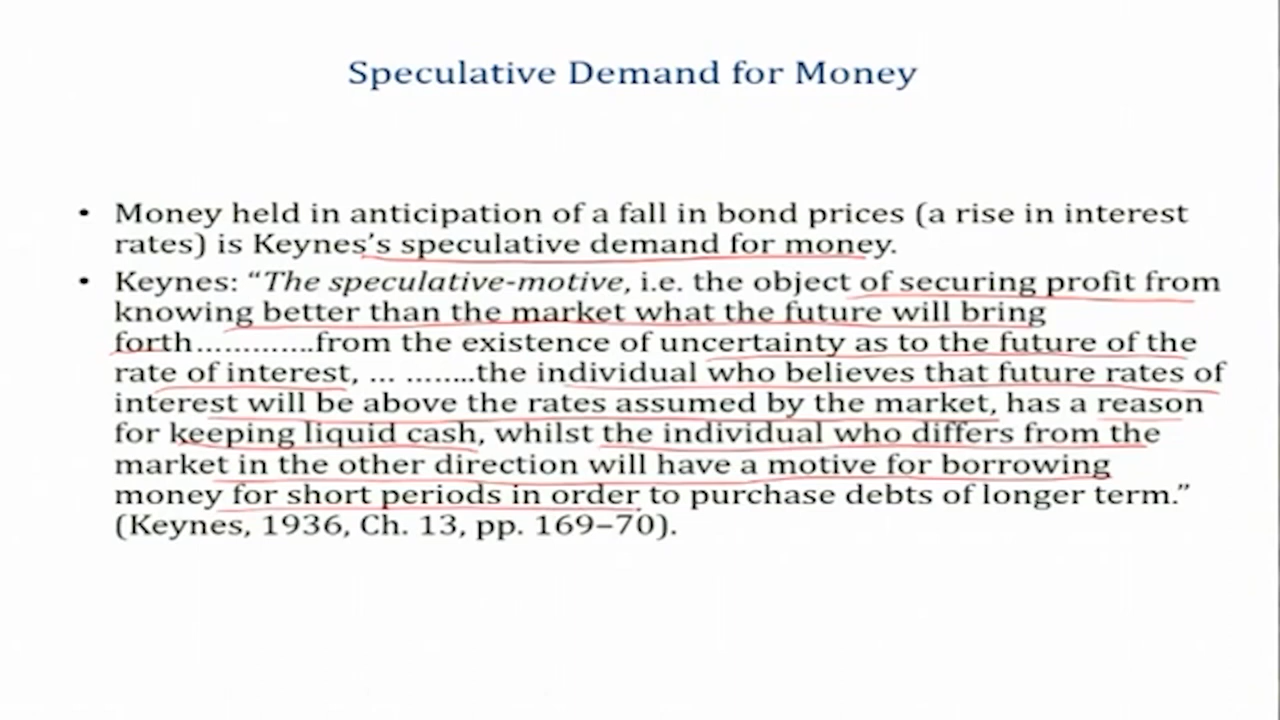 Speculative Demand for Money
• Money held in anticipation of a fall in bond prices (a rise in interest
rates) is Keynes’s speculative demand for money.
• Keynes: “The speculative-motive, i.e. the object of securing profit from
knowing better than the market what the future will bring
forth..............from the existence of uncertainty as to the future of the
rate of interest, ... ........the individual who believes that future rates of
interest will be above the rates assumed by the market, has a reason
for keeping liquid cash, whilst the individual who differs from the
market in the other direction will have a motive for borrowing
money for short periods in order to purchase debts of longer term.”
(Keynes, 1936, Ch. 13, pp. 169–70).